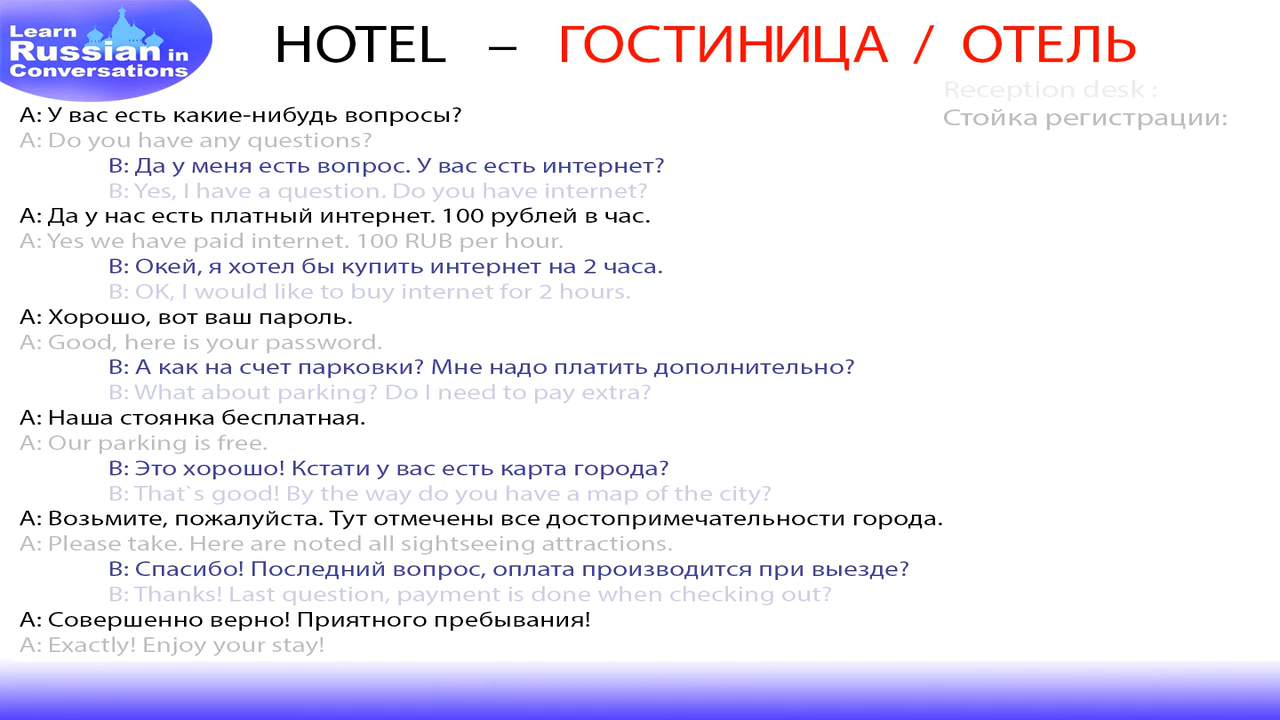 Learn
Russian in
Conversations
HOTEL – ГОСТИНИЦА / ОТЕЛЬ
Reception desk :
Стойка регистрации:
A: У вас есть какие-нибудь вопросы?
A: Do you have any questions?
B: Да у меня есть вопрос. У вас есть интернет?
B: Yes, I have a question. Do you have internet?
A: Да у нас есть платный интернет. 100 рублей в час.
A: Yes we have paid internet. 100 RUB per hour.
B: Окей, я хотел бы купить интернет на 2 часа.
B: OK, I would like to buy internet for 2 hours.
A: Хорошо, вот ваш пароль.
A: Good, here is your password.
B: А как на счет парковки? Мне надо платить дополнительно?
B: What about parking? Do I need to pay extra?
A: Наша стоянка бесплатная.
A: Our parking is free.
B: Это хорошо! Кстати у вас есть карта города?
B: That`s good! By the way do you have a map of the city?
A: Возьмите, пожалуйста. Тут отмечены все достопримечательности города.
A: Please take. Here are noted all sightseeing attractions.
B: Спасибо! Последний вопрос, оплата производится при выезде?
B: Thanks! Last question, payment is done when checking out?
A: Совершенно верно! Приятного пребывания!
A: Exactly! Enjoy your stay!